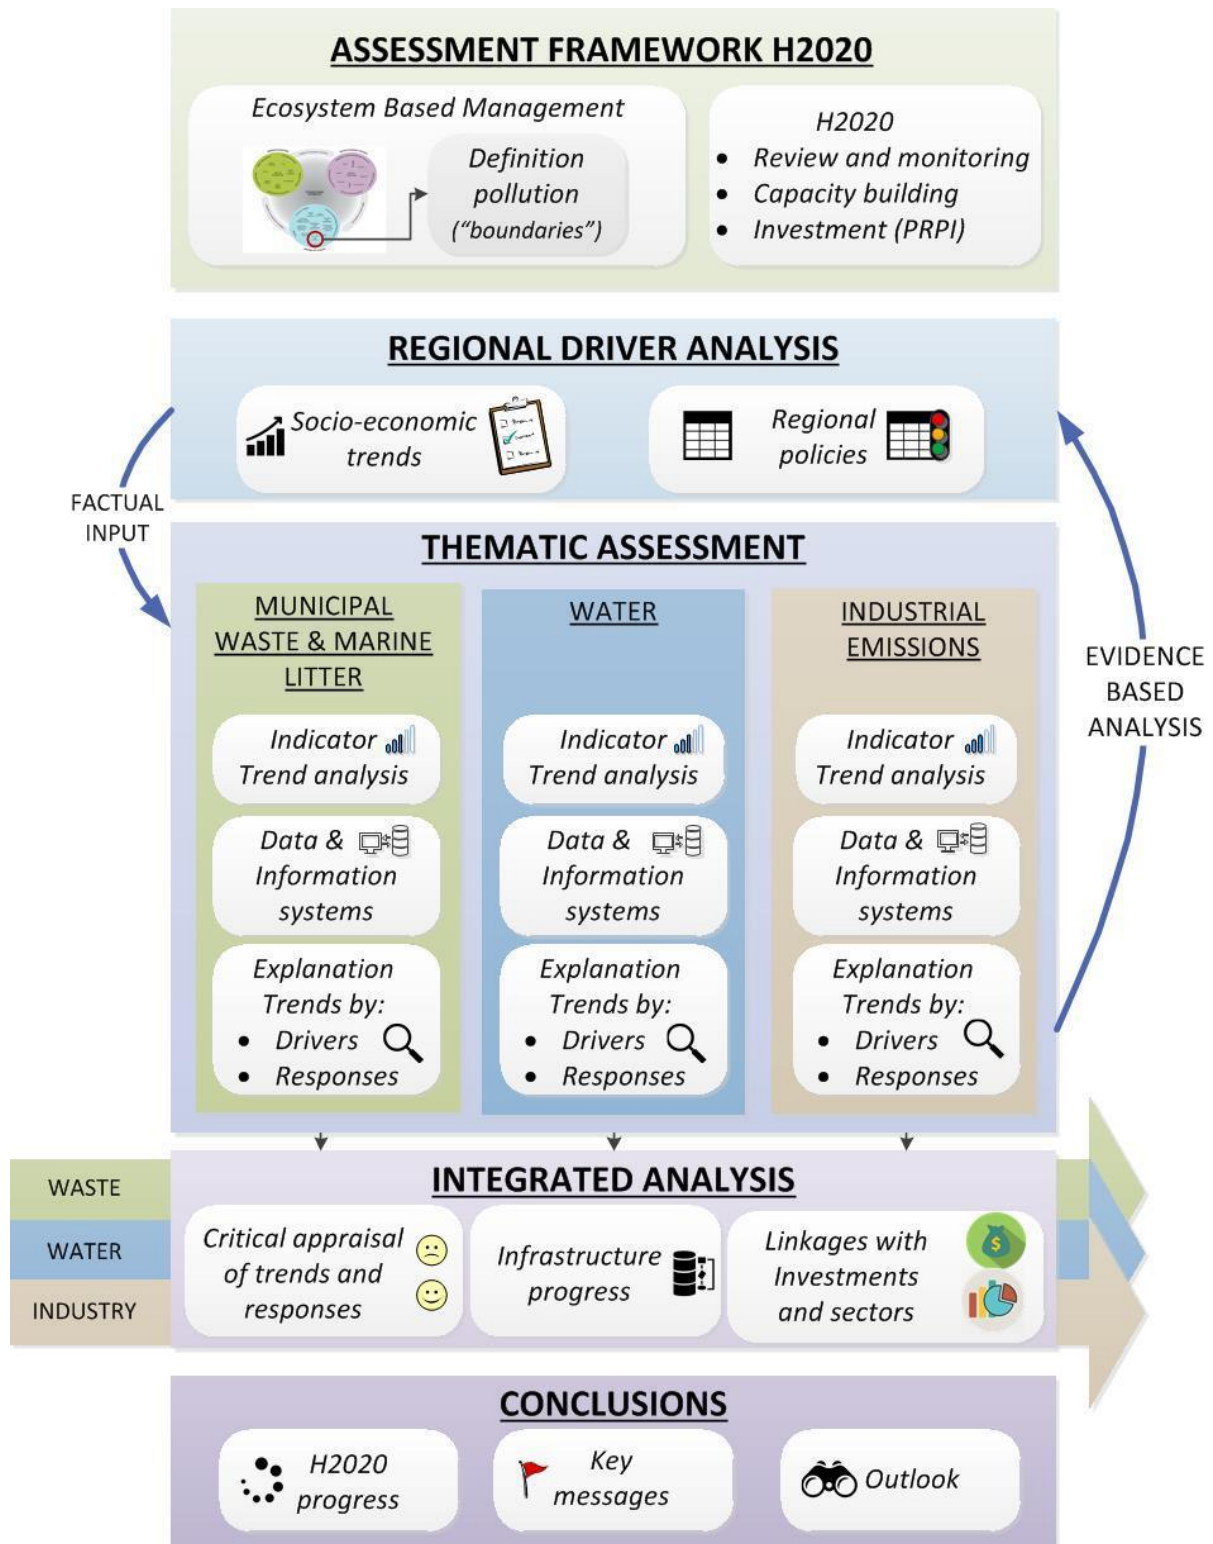 ASSESSMENT FRAMEWORK H2020
Ecosystem Based Management
Definition
pollution
("boundaries")
H2020
• Review and monitoring
• Capacity building
• Investment (PRPI)
REGIONAL DRIVER ANALYSIS
Socio-economic
trends
Regional
policies
FACTUAL
INPUT
THEMATIC ASSESSMENT
MUNICIPAL
WASTE & MARINE
LITTER
Indicator
Trend analysis
Data &
Information
systems
Explanation
Trends by:
• Drivers
• Responses
WATER
Indicator
Trend analysis
Data &
Information
systems
Explanation
Trends by:
• Drivers
• Responses
INDUSTRIAL
EMISSIONS
Indicator
Trend analysis
Data &
Information
systems
Explanation
Trends by:
• Drivers
• Responses
EVIDENCE
BASED
ANALYSIS
WASTE
WATER
INDUSTRY
INTEGRATED ANALYSIS
Critical appraisal
of trends and
responses
Infrastructure
progress
Linkages with
Investments
and sectors
$
CONCLUSIONS
H2020
progress
Key
messages
Outlook